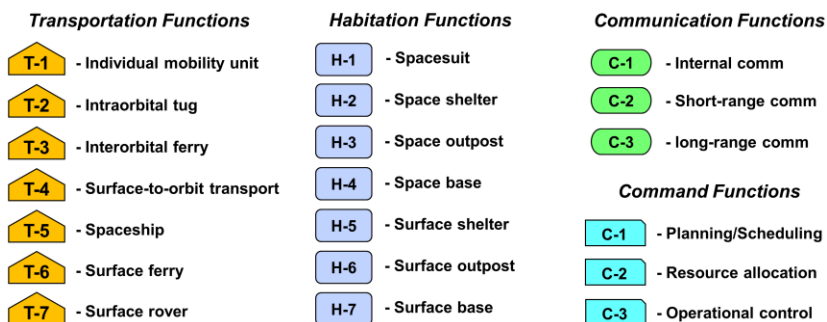 Transportation Functions
T-1 - Individual mobility unit
T-2 - Intraorbital tug
T-3 - Interorbital ferry
T-4 - Surface-to-orbit transport
T-5 - Spaceship
T-6 - Surface ferry
T-7 - Surface rover
Habitation Functions
H-1 - Spacesuit
H-2 - Space shelter
H-3 - Space outpost
H-4 - Space base
H-5 - Surface shelter
H-6 - Surface outpost
H-7 - Surface base
Communication Functions
C-1 - Internal comm
C-2 - Short-range comm
C-3 - long-range comm
Command Functions
C-1 - Planning/Scheduling
C-2 - Resource allocation
C-3 - Operational control